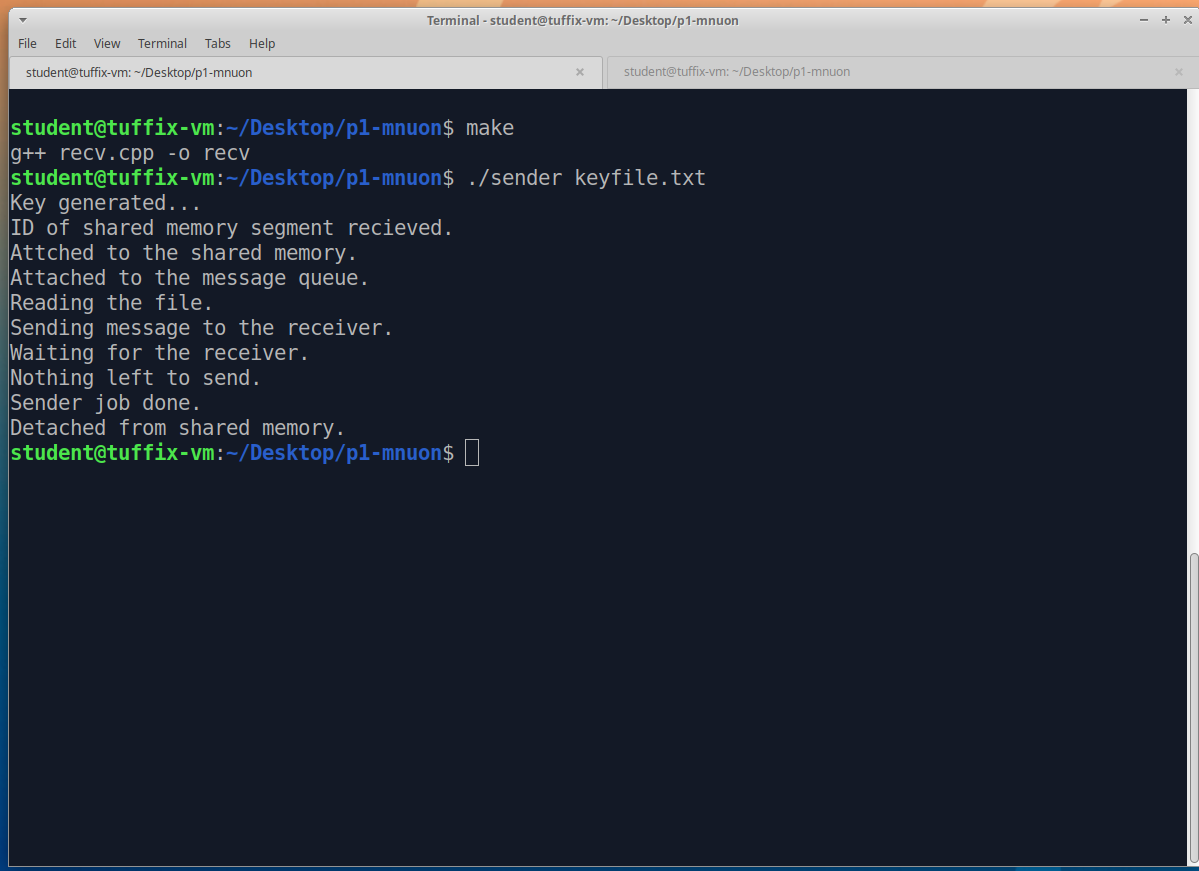 Terminal - student@tuffix-vm: ~/Desktop/p1-mnuon
File Edit View Terminal Tabs Help
student@tuffix-vm: ~/Desktop/p1-mnuon student@tuffix-vm: ~/Desktop/p1-mnuon
student@tuffix-vm:~/Desktop/p1-mnuon$ make
g++ recv.cpp -o recv
student@tuffix-vm:~/Desktop/p1-mnuon$ ./sender keyfile.txt
Key generated...
ID of shared memory segment recieved.
Attched to the shared memory.
Attached to the message queue.
Reading the file.
Sending message to the receiver.
Waiting for the receiver.
Nothing left to send.
Sender job done.
Detached from shared memory.
student@tuffix-vm:~/Desktop/p1-mnuon$